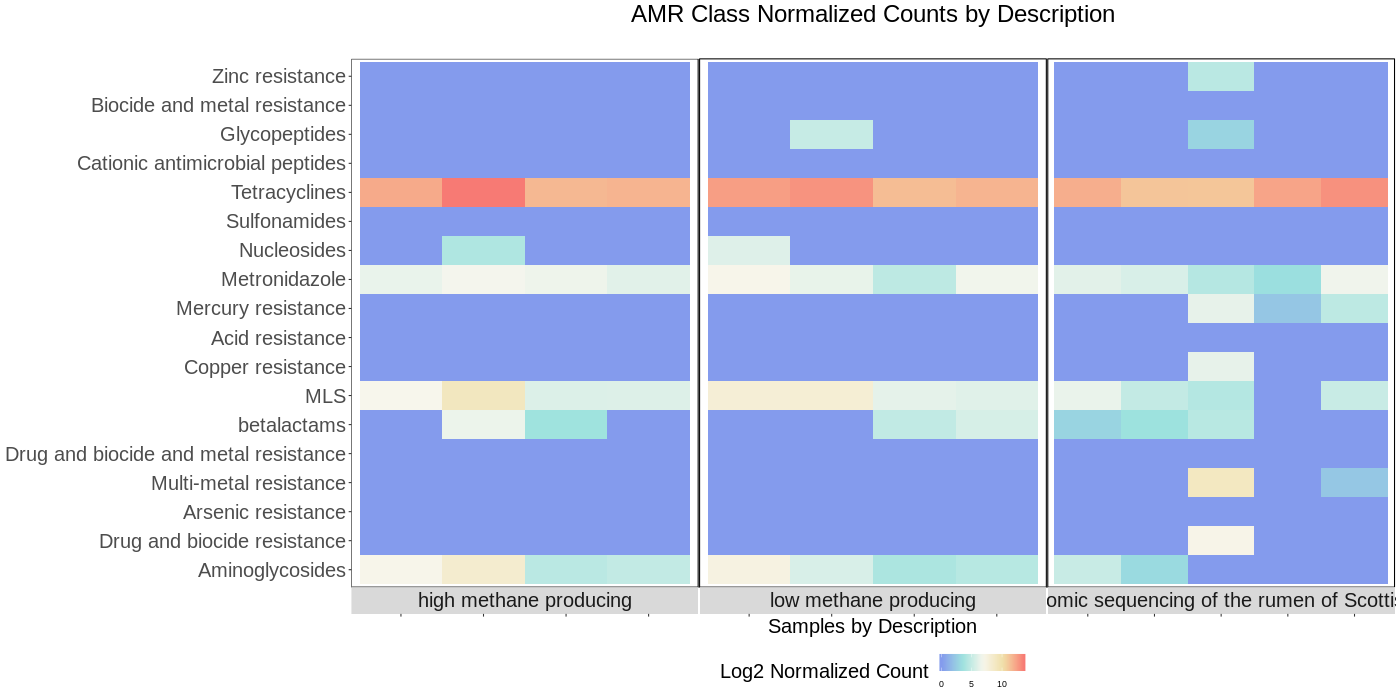 AMR Class Normalized Counts by Description
Zinc resistance
Biocide and metal resistance
Glycopeptides
Cationic antimicrobial peptides
Tetracyclines
Sulfonamides
Nucleosides
Metronidazole
Mercury resistance
Acid resistance
Copper resistance
MLS
betalactams
Drug and biocide and metal resistance
Multi-metal resistance
Arsenic resistance
Drug and biocide resistance
Aminoglycosides
high methane producing low methane producing omic sequencing of the rumen of Scottis
Samples by Description
Log2 Normalized Count
0 5 10